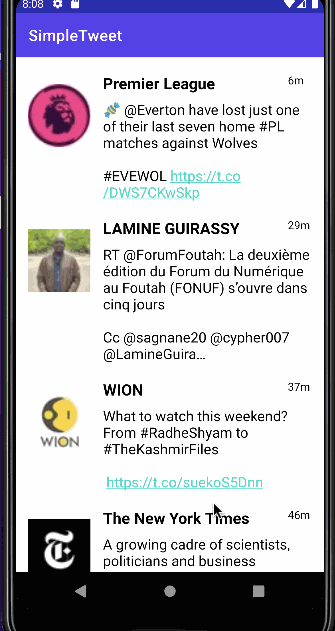 8:08
SimpleTweet
Premier League 6m
🍬 @Everton have lost just one
of their last seven home #PL
matches against Wolves
#EVEWOL https://t.co
/DWS7CKwSkp
LAMINE GUIRASSY 29m
RT @ForumFoutah: La deuxième
édition du Forum du Numérique
au Foutah (FONUF) s’ouvre dans
cinq jours
Cc @sagnane20 @cypher007
@LamineGuira…
WION 37m
WION
What to watch this weekend?
From #RadheShyam to
#TheKashmirFiles
https://t.co/suekoS5Dnn
The New York Times 46m
A growing cadre of scientists,
politicians and business